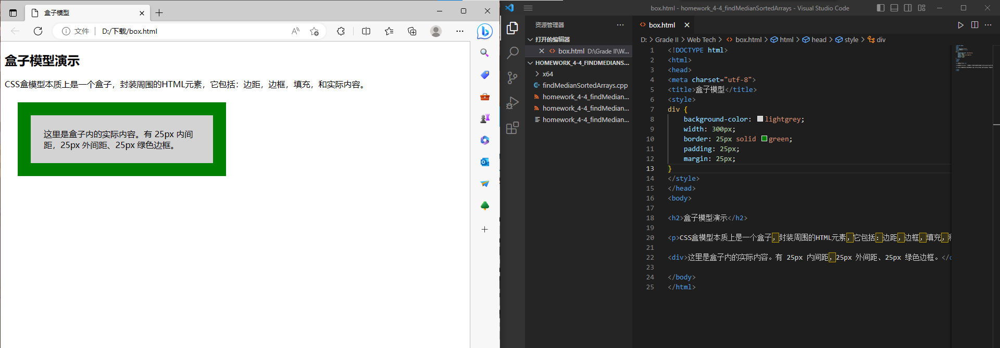 盒子模型
文件
D:/下载/box.html
盒子模型演示
CSS盒模型本质上是一个盒子，封装周围的HTML元素，它包括：边距，边框，填充，和实际内容。
这里是盒子内的实际内容。有 25px 内间
距，25px 外间距、25px 绿色边框。
box.html - homework_4-4_findMedianSortedArrays - Visual Studio Code
资源管理器
打开的编辑器
box.html D:\Grade II\W...
HOMEWORK_4-4_FINDMEDIANS...
x64
findMedianSortedArrays.cpp
homework_4-4_findMedian...
homework_4-4_findMedian...
homework_4-4_findMedian...
box.html
D: > Grade II > Web Tech > box.html > html > head > style > div
1 <!DOCTYPE html>
2 <html>
3 <head>
4 <meta charset="utf-8">
5 <title>盒子模型</title>
6 <style>
7 div {
8 background-color: lightgrey;
9 width: 300px;
10 border: 25px solid green;
11 padding: 25px;
12 margin: 25px;
13 }
14 </style>
15 </head>
16 <body>
17
18 <h2>盒子模型演示</h2>
19
20 <p>CSS盒模型本质上是一个盒子，封装周围的HTML元素，它包括：边距，边框，填充，
21
22 <div>这里是盒子内的实际内容。有 25px 内间距，25px 外间距、25px 绿色边框。</
23
24 </body>
25 </html>